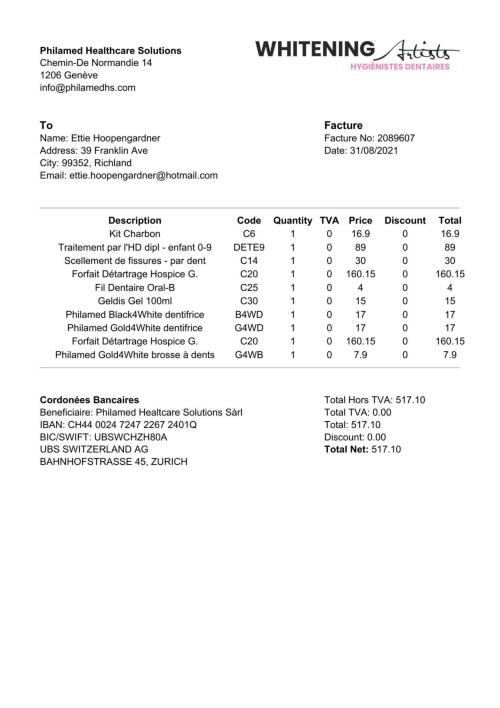 WHITENING Artists
HYGIÉNISTES DENTAIRES
Philamed Healthcare Solutions
Chemin-De Normandie 14
1206 Genève
info@philamedhs.com
To
Name: Ettie Hoopengardner
Address: 39 Franklin Ave
City: 99352, Richland
Email: ettie.hoopengardner@hotmail.com
Facture
Facture No: 2089607
Date: 31/08/2021
Description Code Quantity TVA Price Discount Total
Kit Charbon C6 1 0 16.9 0 16.9
Traitement par l'HD dipl - enfant 0-9 DETE9 1 0 89 0 89
Scellement de fissures - par dent C14 1 0 30 0 30
Forfait Détartrage Hospice G. C20 1 0 160.15 0 160.15
Fil Dentaire Oral-B C25 1 0 4 0 4
Geldis Gel 100ml C30 1 0 15 0 15
Philamed Black4White dentifrice B4WD 1 0 17 0 17
Philamed Gold4White dentifrice G4WD 1 0 17 0 17
Forfait Détartrage Hospice G. C20 1 0 160.15 0 160.15
Philamed Gold4White brosse à dents G4WB 1 0 7.9 0 7.9
Cordonées Bancaires
Beneficiaire: Philamed Healtcare Solutions Sàrl
IBAN: CH44 0024 7247 2267 2401Q
BIC/SWIFT: UBSWCHZH80A
UBS SWITZERLAND AG
BAHNHOFSTRASSE 45, ZURICH
Total Hors TVA: 517.10
Total TVA: 0.00
Total: 517.10
Discount: 0.00
Total Net: 517.10